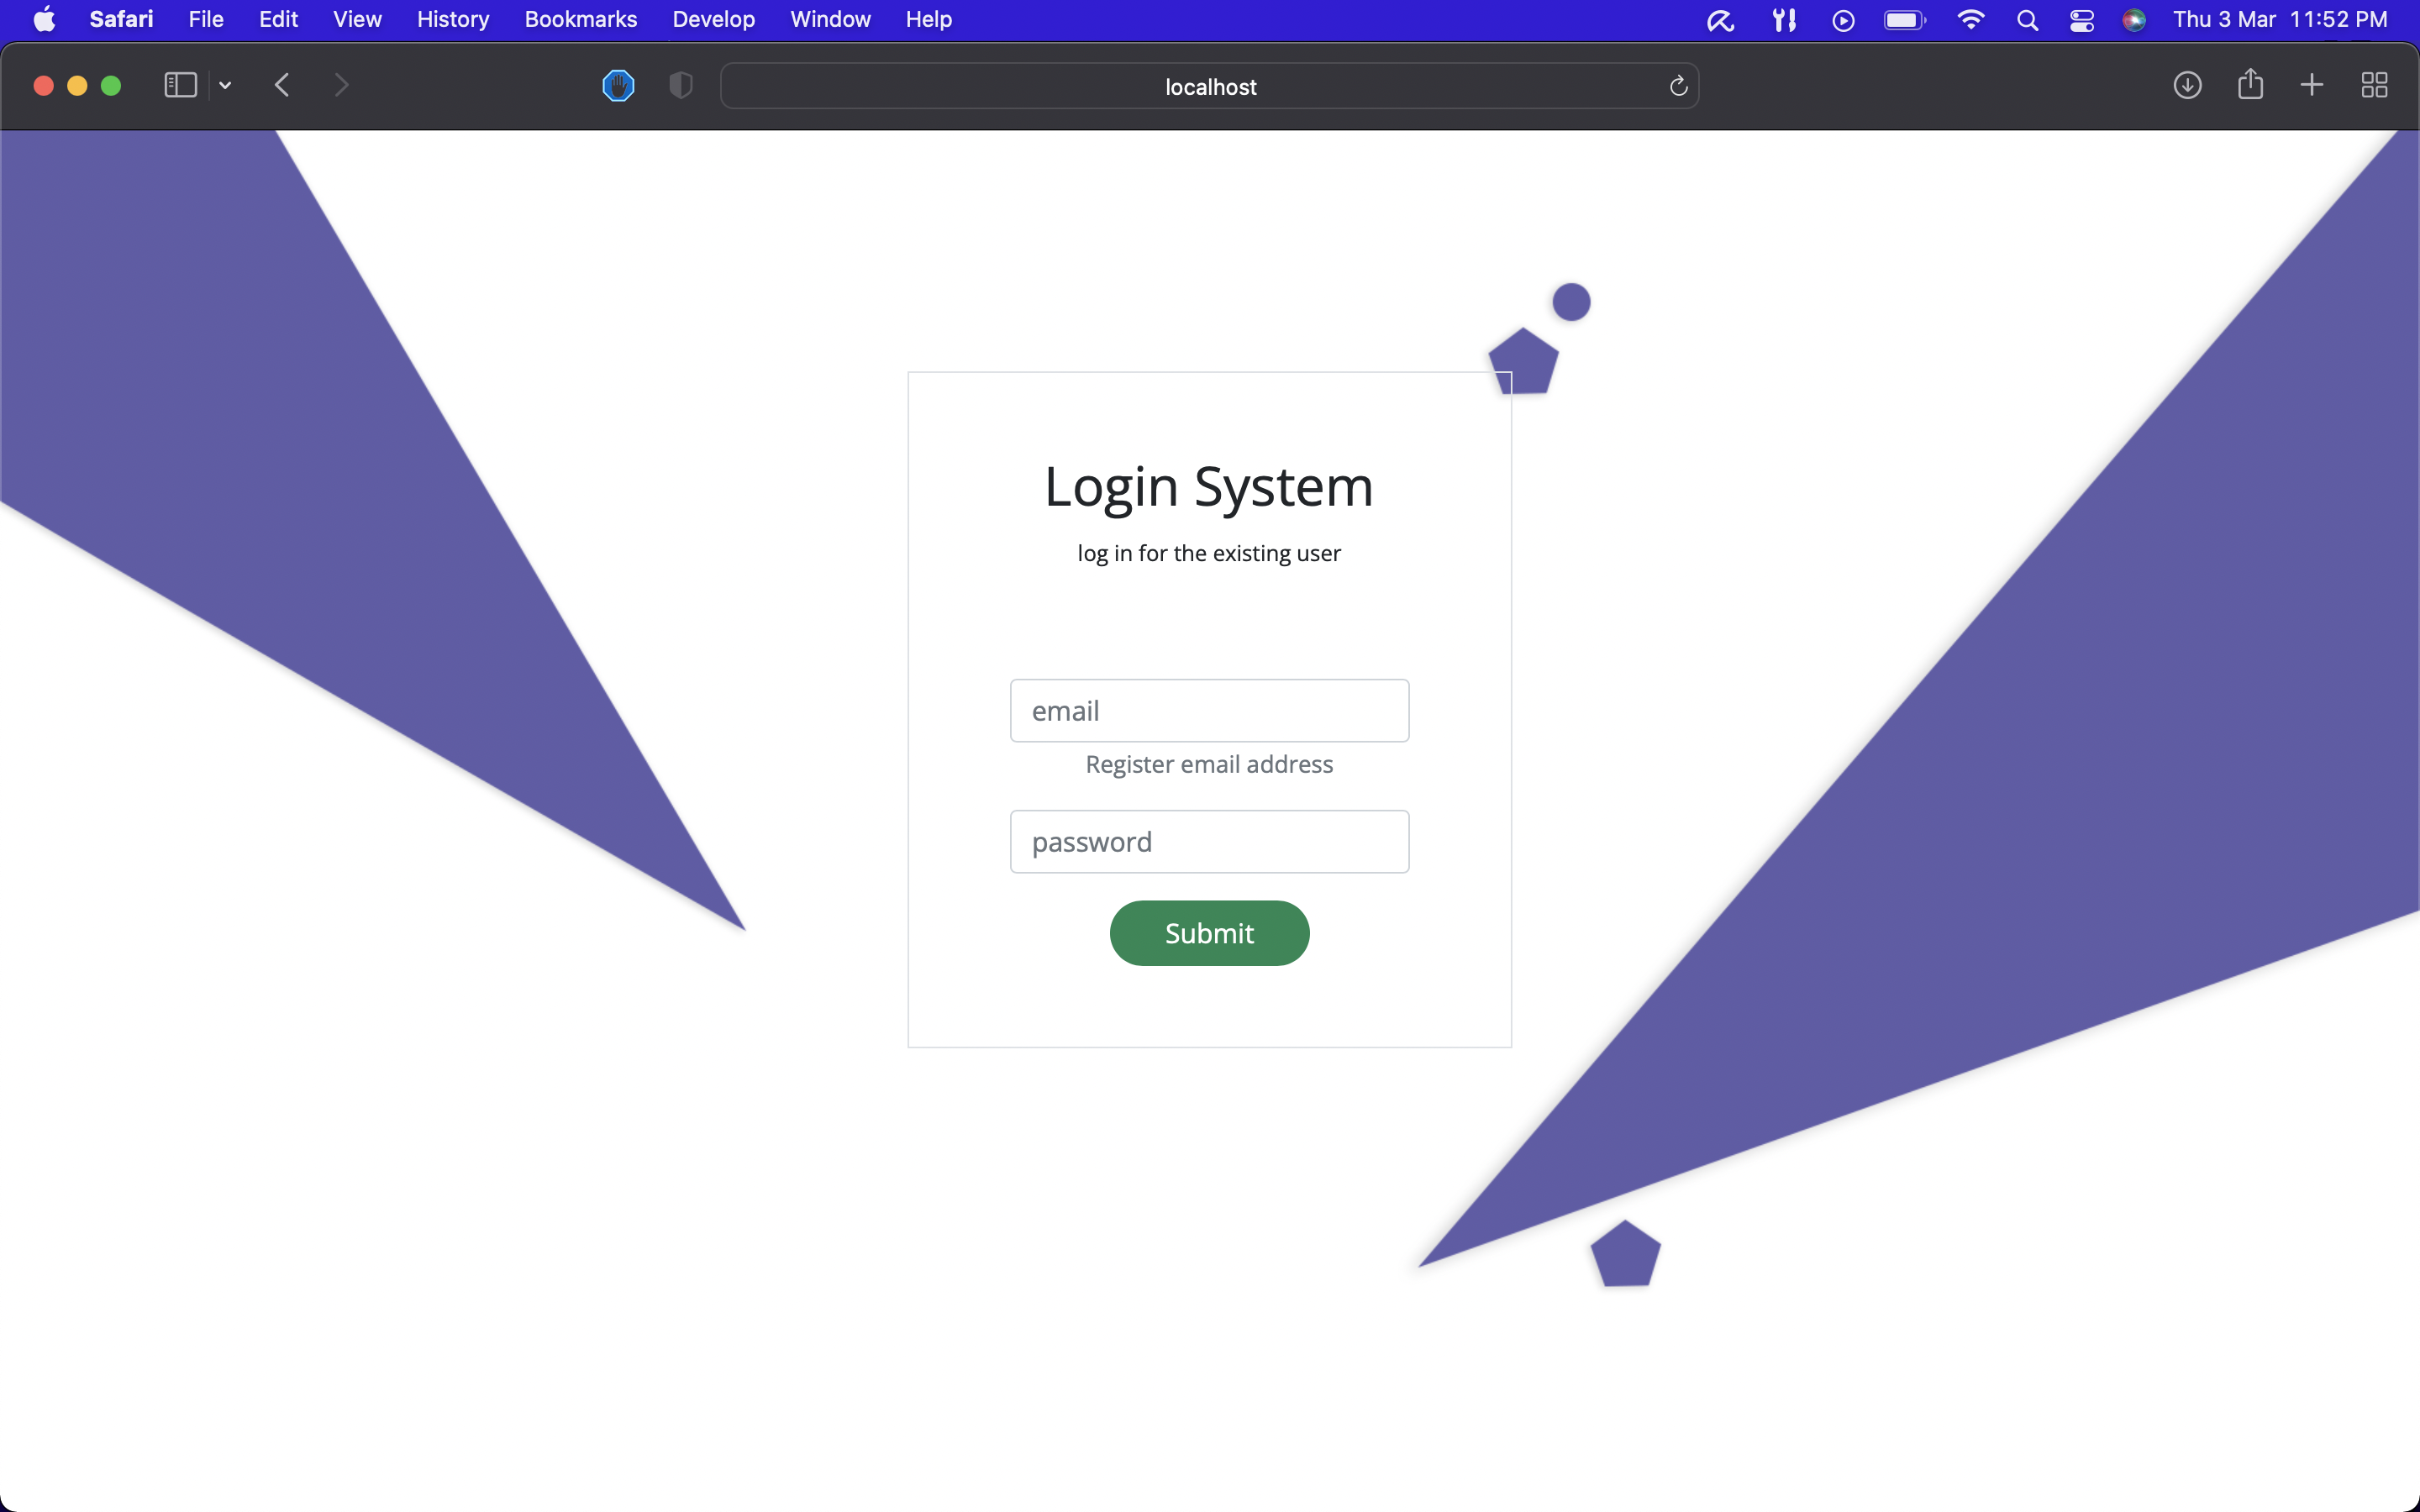 Safari File Edit View History Bookmarks Develop Window Help Thu 3 Mar 11:52 PM
localhost
Login System
log in for the existing user
email
Register email address
password
Submit